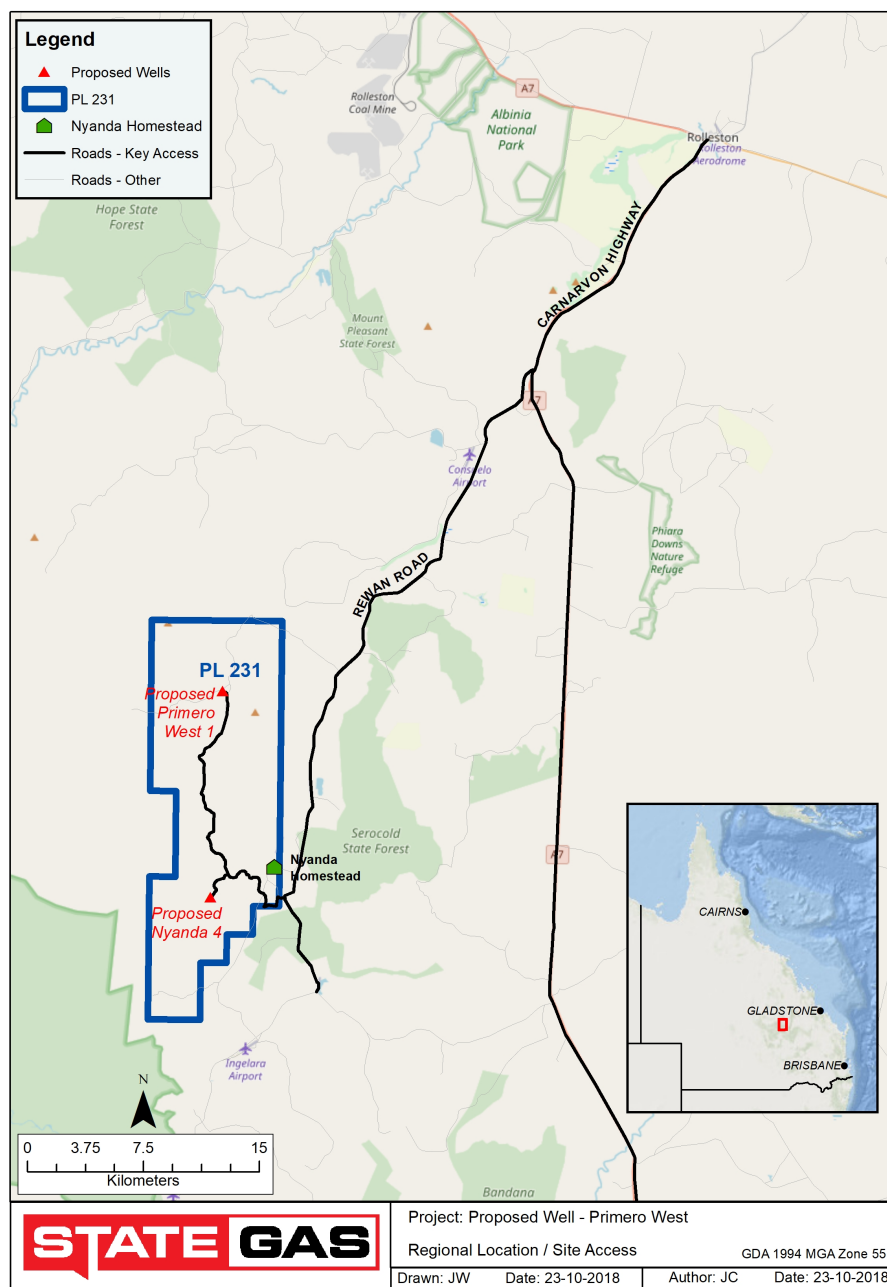 Legend
Proposed Wells
PL 231
Nyanda Homestead
Roads - Key Access
Roads - Other
Rolleston
Coal Mine
A7
Albinia
National
Park
Rolleston
Rolleston
Aerodrome
Hope State
Forest
CARNARVON HIGHWAY
Mount
Pleasant
State Forest
A7
Consuelo
Airport
Phiara
Downs
Nature
Refuge
REWAN ROAD
PL 231
Proposed
Primero
West 1
Serocold
State Forest
A7
Nyanda
Homestead
Proposed
Nyanda 4
CAIRNS
GLADSTONE
BRISBANE
Ingelara
Airport
N
0 3.75 7.5 15
Kilometers
Bandana
STATE GAS
Project: Proposed Well - Primero West
Regional Location / Site Access
GDA 1994 MGA Zone 55
Drawn: JW Date: 23-10-2018 Author: JC Date: 23-10-2018